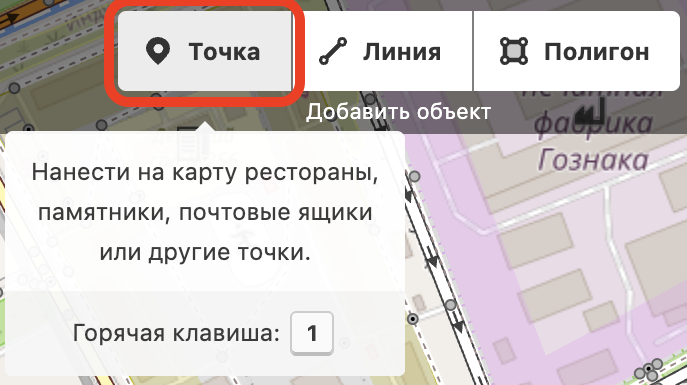 Точка
Линия
Полигон
Добавить объект
фабрика
Гознака
Нанести на карту рестораны,
памятники, почтовые ящики
или другие точки.
Горячая клавиша: 1